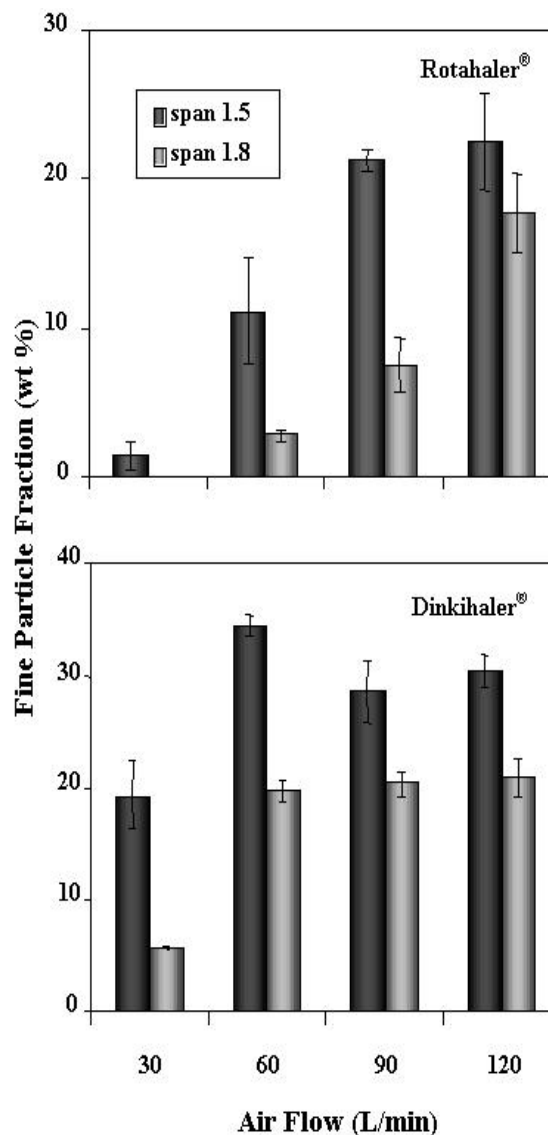 30
Rotahaler®
span 1.5
span 1.8
20
10
0
Fine Particle Fraction (wt %)
40
Dinkihaler®
30
20
10
0
30 60 90 120
Air Flow (L/min)